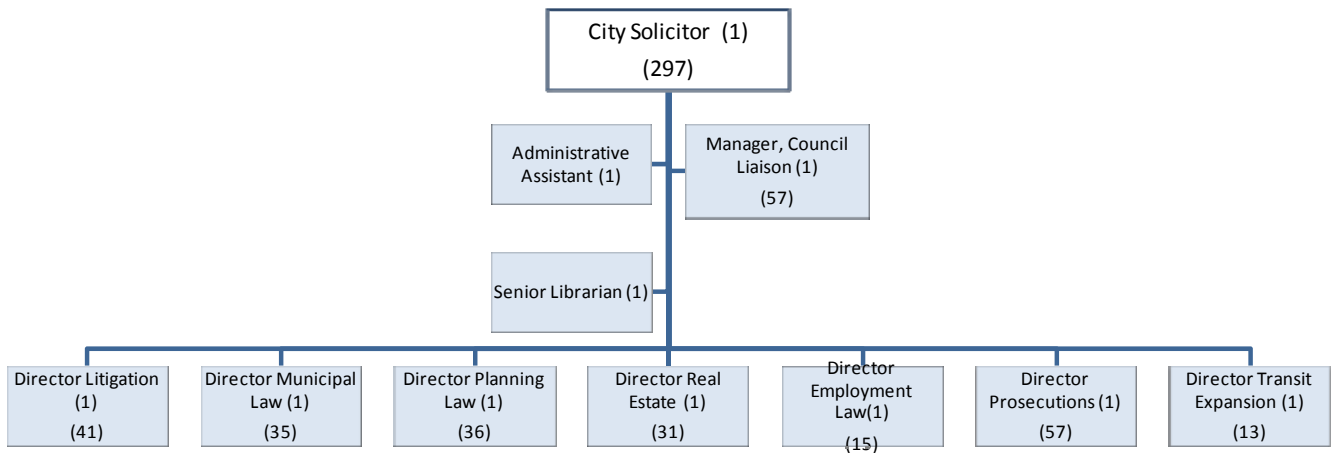 City Solicitor (1)
(297)
Administrative
Assistant (1)
Manager, Council
Liaison (1)
(57)
Senior Librarian (1)
Director Litigation
(1)
(41)
Director Municipal
Law (1)
(35)
Director Planning
Law (1)
(36)
Director Real
Estate (1)
(31)
Director
Employment
Law(1)
(15)
Director
Prosecutions (1)
(57)
Director Transit
Expansion (1)
(13)